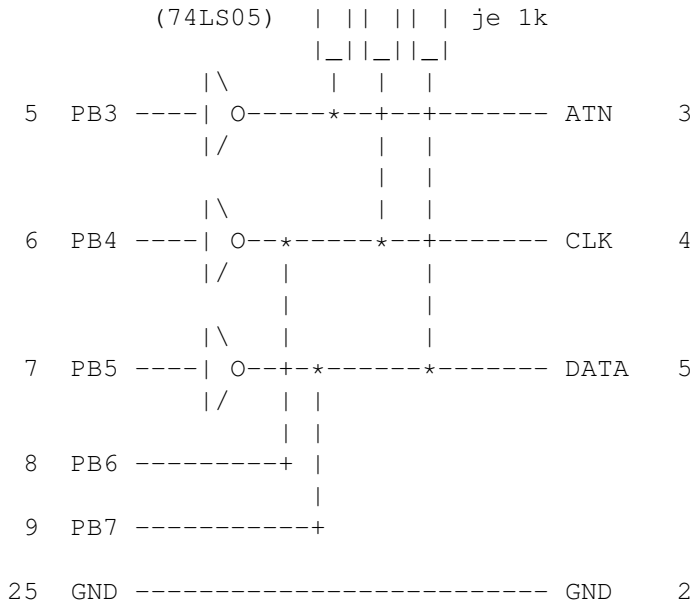 (74LS05)  | || || | je 1k
|_||_||_|
|\      |  |  |
5  PB3 ----| O-----*--+--+------- ATN   3
|/         |  |
|  |
|\         |  |
6  PB4 ----| O--*-----*--+------- CLK   4
|/   |        |
|        |
|\   |        |
7  PB5 ----| O--+-*------*------- DATA  5
|/   | |
| |
8  PB6 ---------+ |
|
9  PB7 -----------+
25  GND -------------------------- GND   2